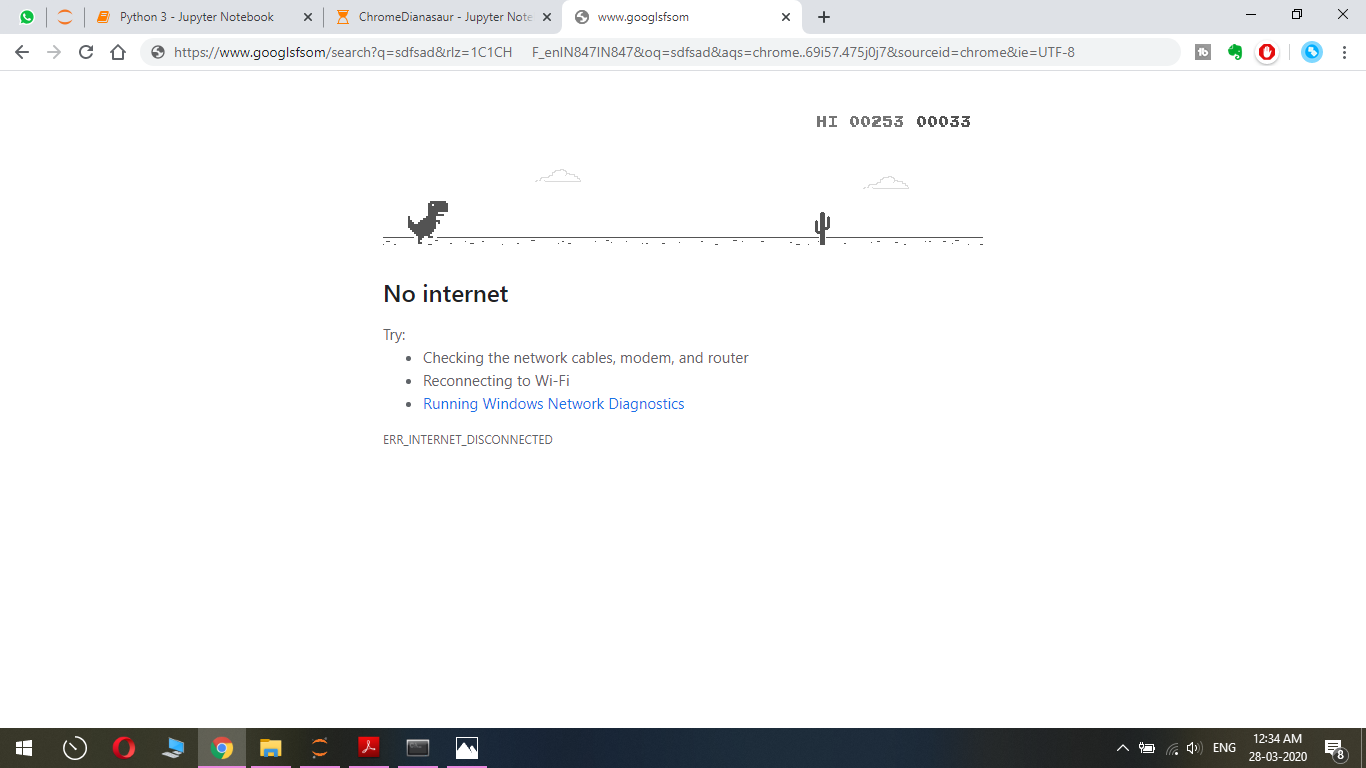 Python 3 - Jupyter Notebook
ChromeDianasaur - Jupyter Note
www.googlsfsom
https://www.googlsfsom/search?q=sdfsad&rlz=1C1CH F_enIN847IN847&oq=sdfsad&aqs=chrome..69i57.475j0j7&sourceid=chrome&ie=UTF-8
HI 00253 00033
No internet
Try:
• Checking the network cables, modem, and router
• Reconnecting to Wi-Fi
• Running Windows Network Diagnostics
ERR_INTERNET_DISCONNECTED
ENG
12:34 AM
28-03-2020
8